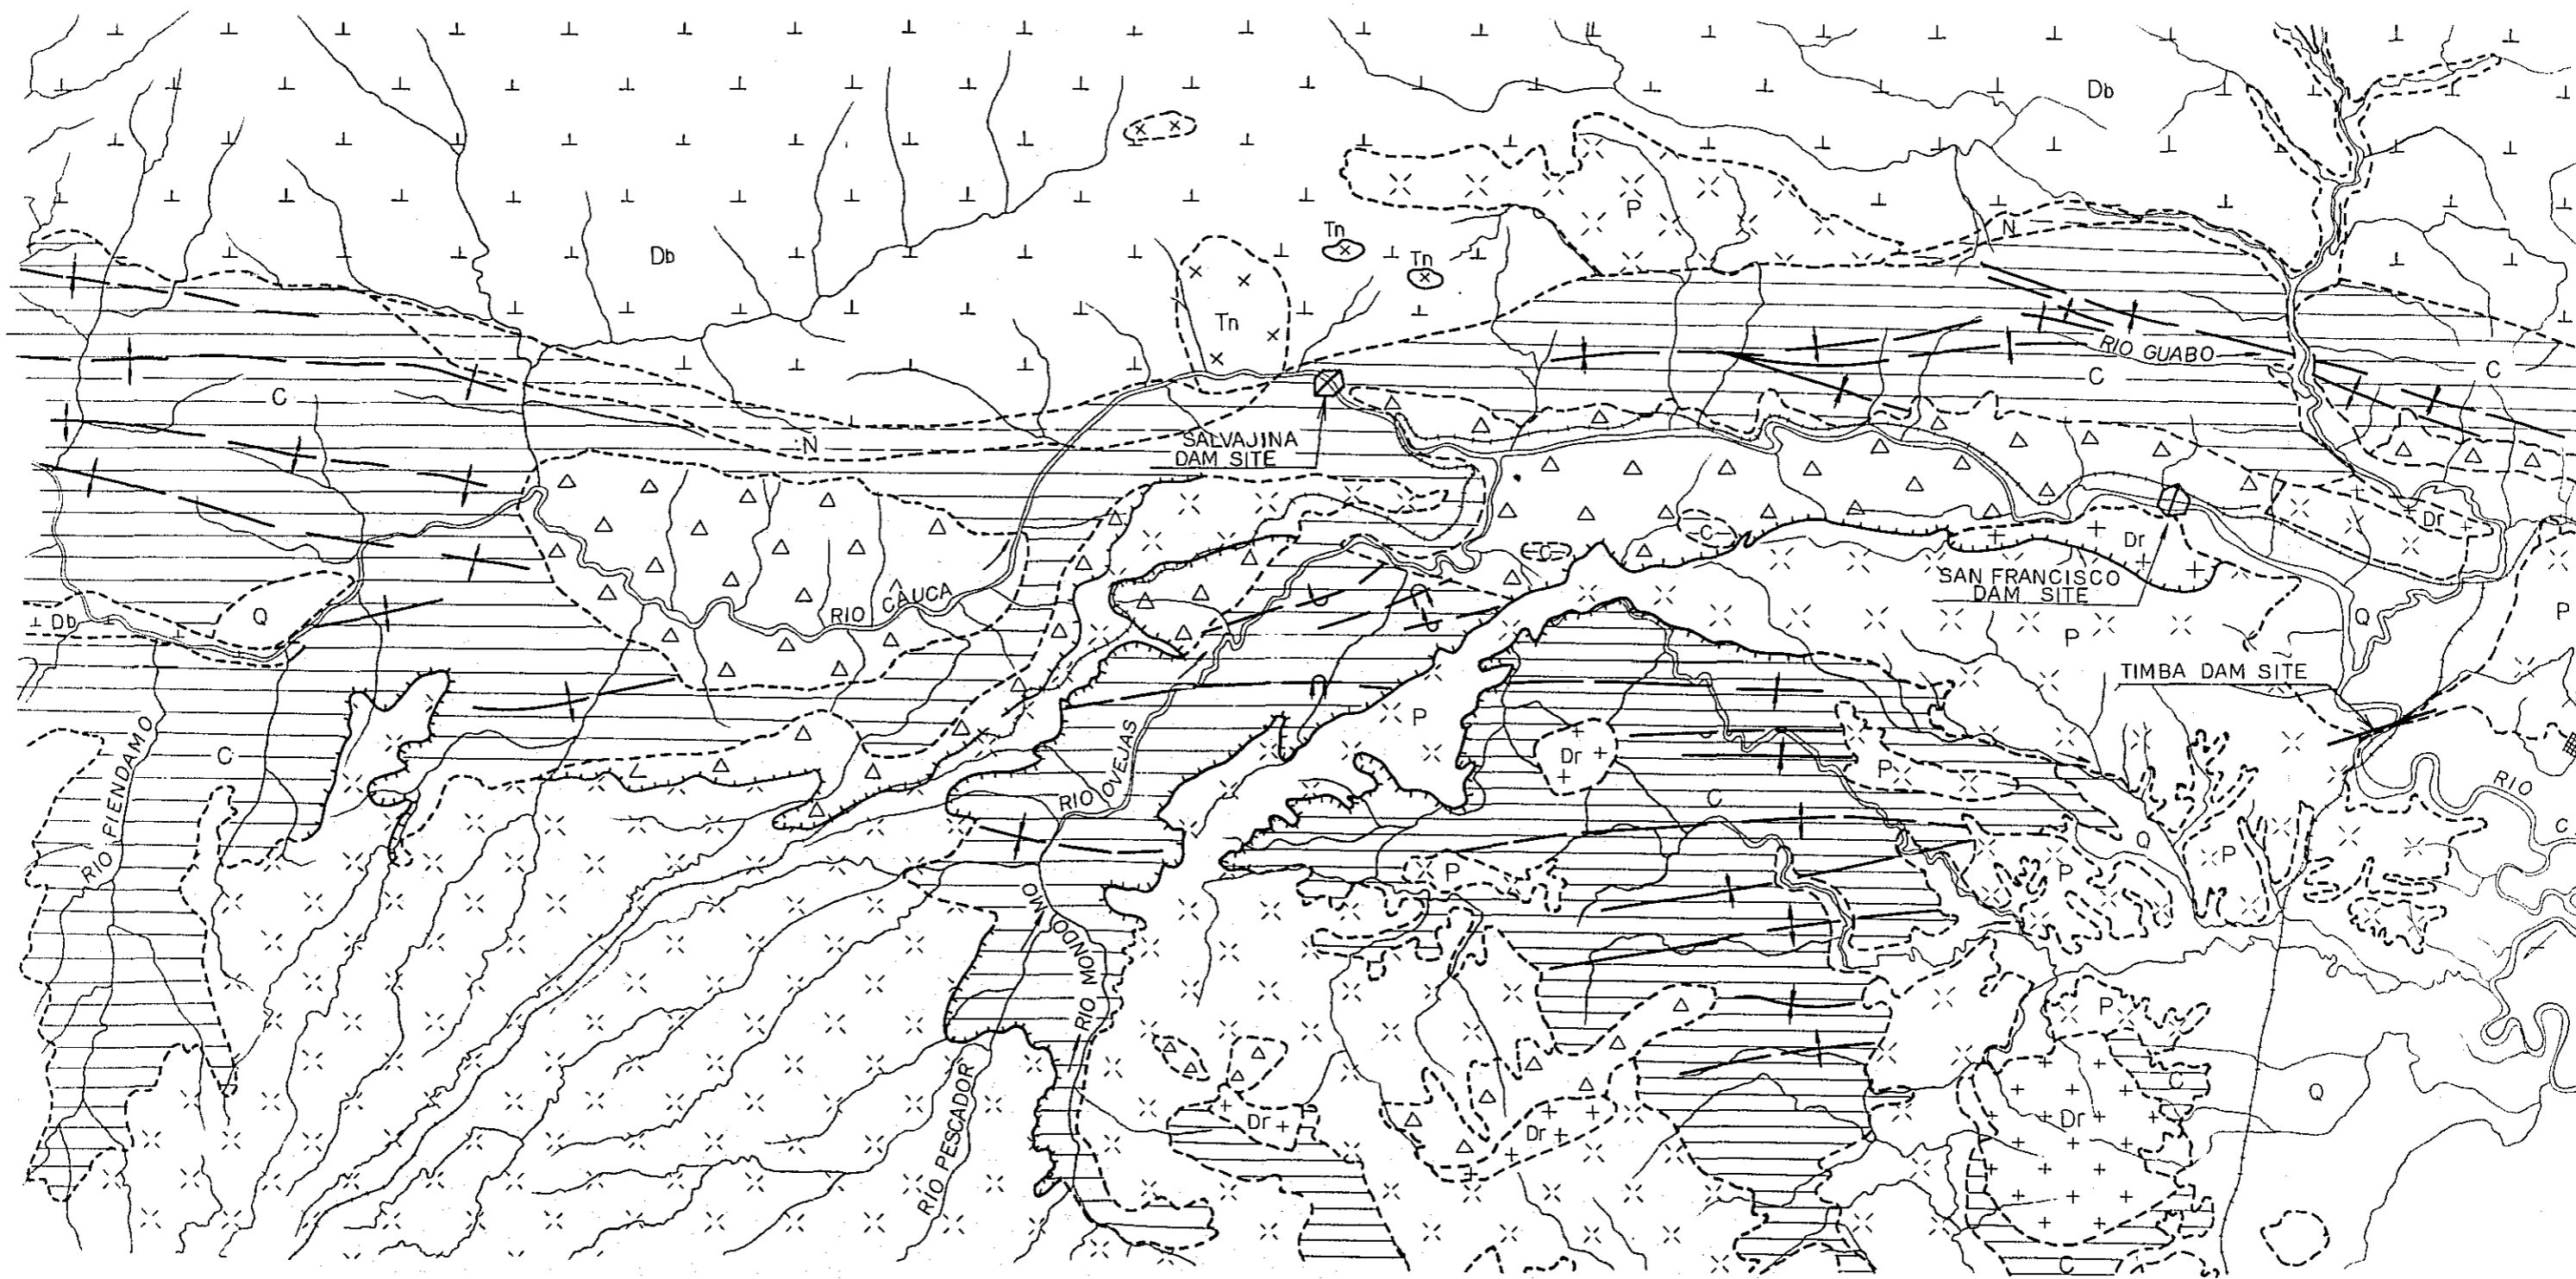 Db
P
Tn
N
Tn
Db
Tn
RIO GUABO
C
C
C
SALVAJINA
DAM SITE
N
C
Dr
C
Dr
SAN FRANCISCO
DAM SITE
RIO CAUCA
Q
Db
Q
P
P
TIMBA DAM SITE
P
C
RIO PIENDAMO
RIO OVEJAS
Dr
P
C
RIO
C
Q
P
P
P
RIO MONDOMO
P
RIO PESCADOR
C
Q
Dr
Dr
Dr
C